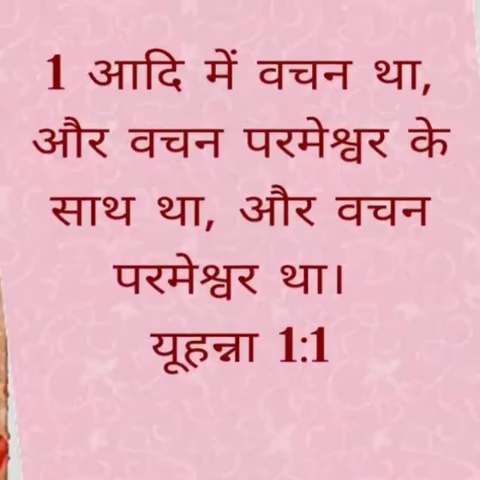 1 आदि में वचन था,
और वचन परमेश्वर के
साथ था, और वचन
परमेश्वर था।
यूहन्ना 1:1